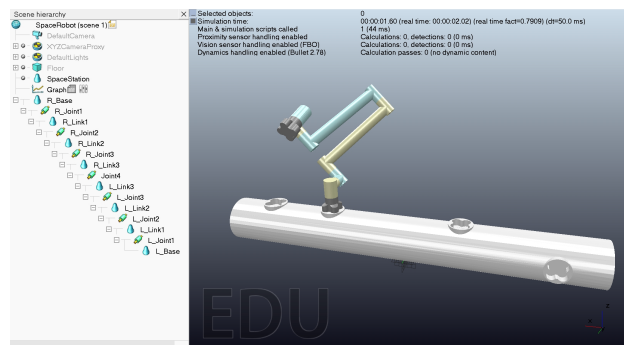 Scene hierarchy
SpaceRobot (scene 1)
DefaultCamera
XYZCameraProxy
DefaultLights
Floor
SpaceStation
Graph
R_Base
R_Joint1
R_Link1
R_Joint2
R_Link2
R_Joint3
R_Link3
Joint4
L_Link3
L_Joint3
L_Link2
L_Joint2
L_Link1
L_Joint1
L_Base
Selected objects: 0
Simulation time: 00:00:01.60 (real time: 00:00:02.02) (real time fact=0.7909) (dt=50.0 ms)
Main & simulation scripts called 1 (44 ms)
Proximity sensor handling enabled Calculations: 0, detections: 0 (0 ms)
Vision sensor handling enabled (FBO) Calculations: 0, detections: 0 (0 ms)
Dynamics handling enabled (Bullet 2.78) Calculation passes: 0 (no dynamic content)
EDU
z
x